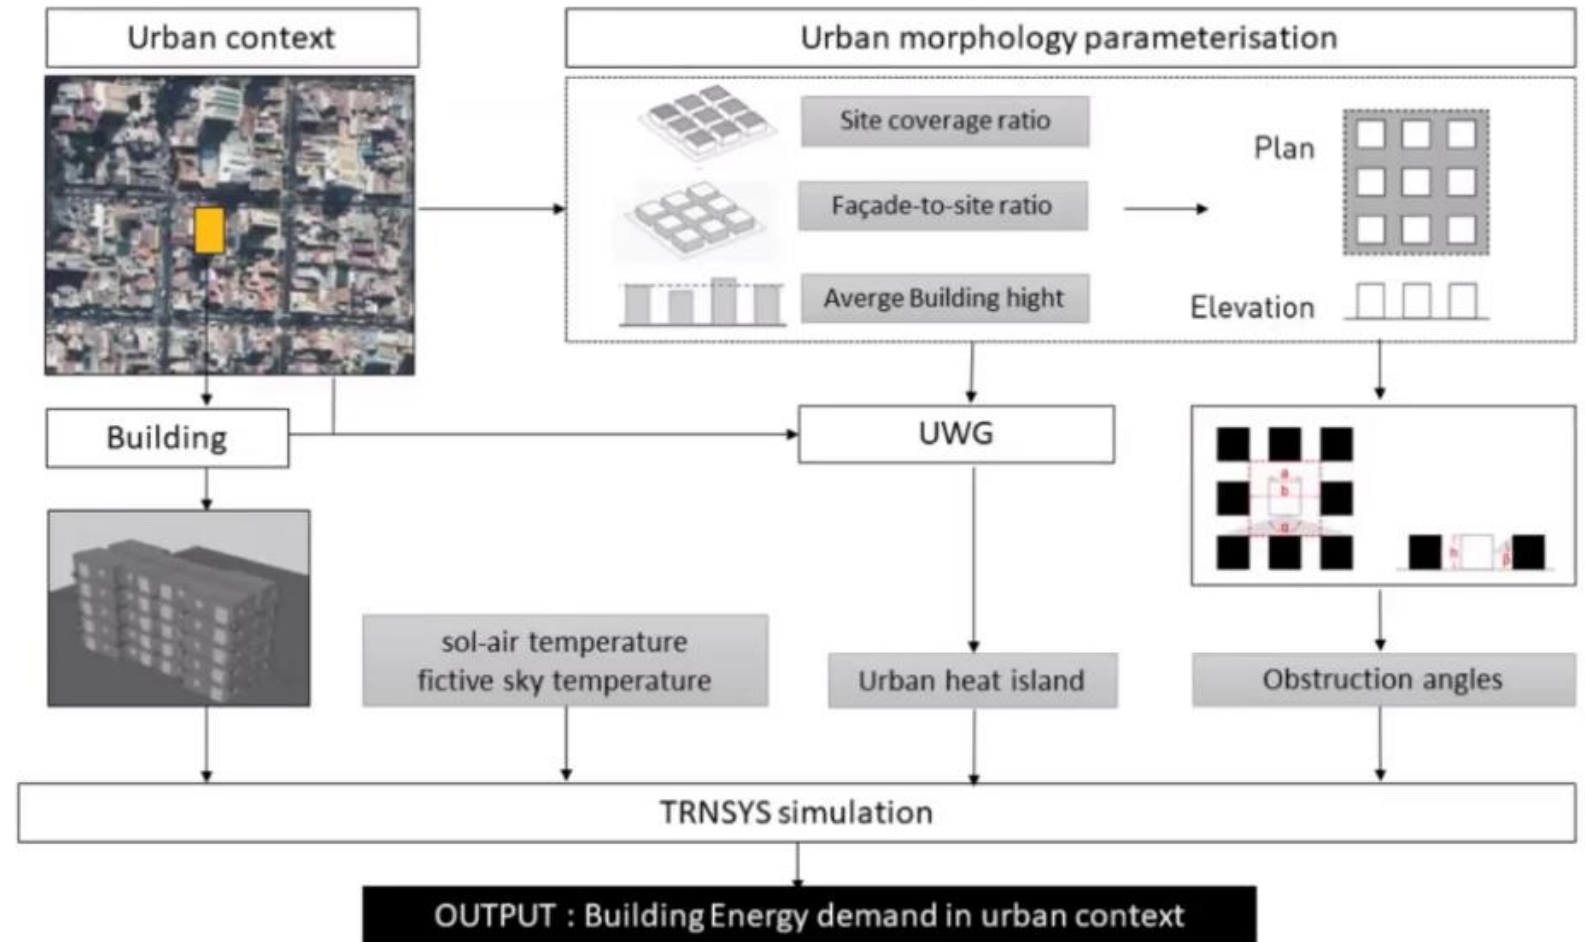 Urban context
Urban morphology parameterisation
Site coverage ratio
Façade-to-site ratio
Averge Building hight
Plan
Elevation
Building
UWG
a
b
α
h
β
sol-air temperature
fictive sky temperature
Urban heat island
Obstruction angles
TRNSYS simulation
OUTPUT : Building Energy demand in urban context